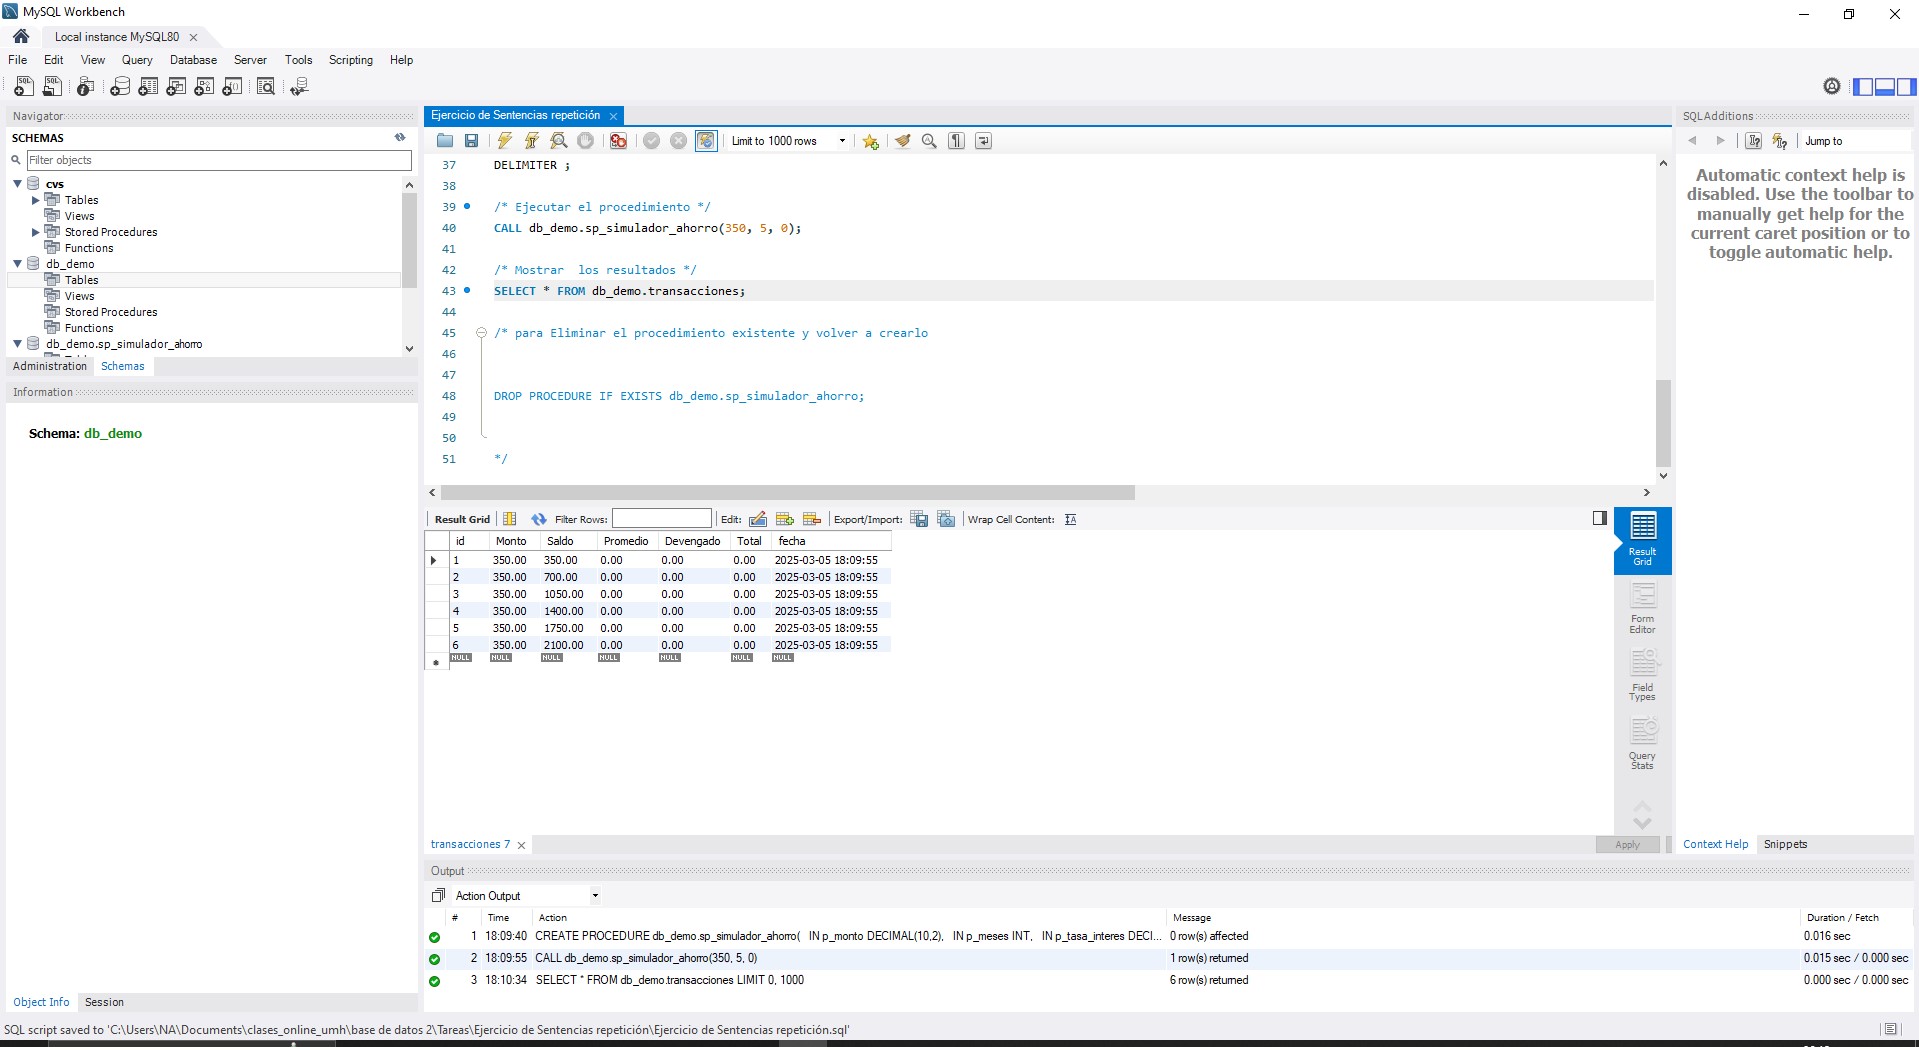 MySQL Workbench
Local instance MySQL80
File Edit View Query Database Server Tools Scripting Help
Navigator
SCHEMAS
Filter objects
cvs
Tables
Views
Stored Procedures
Functions
db_demo
Tables
Views
Stored Procedures
Functions
db_demo.sp_simulador_ahorro
Administration Schemas
Information
Schema: db_demo
Object Info Session
Ejercicio de Sentencias repetición
Limit to 1000 rows
37 DELIMITER ;
38
39 /* Ejecutar el procedimiento */
40 CALL db_demo.sp_simulador_ahorro(350, 5, 0);
41
42 /* Mostrar  los resultados */
43 SELECT * FROM db_demo.transacciones;
44
45 /* para Eliminar el procedimiento existente y volver a crearlo
46
47
48 DROP PROCEDURE IF EXISTS db_demo.sp_simulador_ahorro;
49
50
51 */
Result Grid Filter Rows: Edit: Export/Import: Wrap Cell Content:
id Monto Saldo Promedio Devengado Total fecha
1 350.00 350.00 0.00 0.00 0.00 2025-03-05 18:09:55
2 350.00 700.00 0.00 0.00 0.00 2025-03-05 18:09:55
3 350.00 1050.00 0.00 0.00 0.00 2025-03-05 18:09:55
4 350.00 1400.00 0.00 0.00 0.00 2025-03-05 18:09:55
5 350.00 1750.00 0.00 0.00 0.00 2025-03-05 18:09:55
6 350.00 2100.00 0.00 0.00 0.00 2025-03-05 18:09:55
NULL NULL NULL NULL NULL NULL NULL
Result
Grid
Form
Editor
Field
Types
Query
Stats
transacciones 7
Apply
SQLAdditions
Jump to
Automatic context help is
disabled. Use the toolbar to
manually get help for the
current caret position or to
toggle automatic help.
Context Help Snippets
Output
Action Output
# Time Action Message Duration / Fetch
1 18:09:40 CREATE PROCEDURE db_demo.sp_simulador_ahorro( IN p_monto DECIMAL(10,2), IN p_meses INT, IN p_tasa_interes DECI... 0 row(s) affected 0.016 sec
2 18:09:55 CALL db_demo.sp_simulador_ahorro(350, 5, 0) 1 row(s) returned 0.015 sec / 0.000 sec
3 18:10:34 SELECT * FROM db_demo.transacciones LIMIT 0, 1000 6 row(s) returned 0.000 sec / 0.000 sec
SQL script saved to 'C:\Users\NA\Documents\clases_online_umh\base de datos 2\Tareas\Ejercicio de Sentencias repetición\Ejercicio de Sentencias repetición.sql'